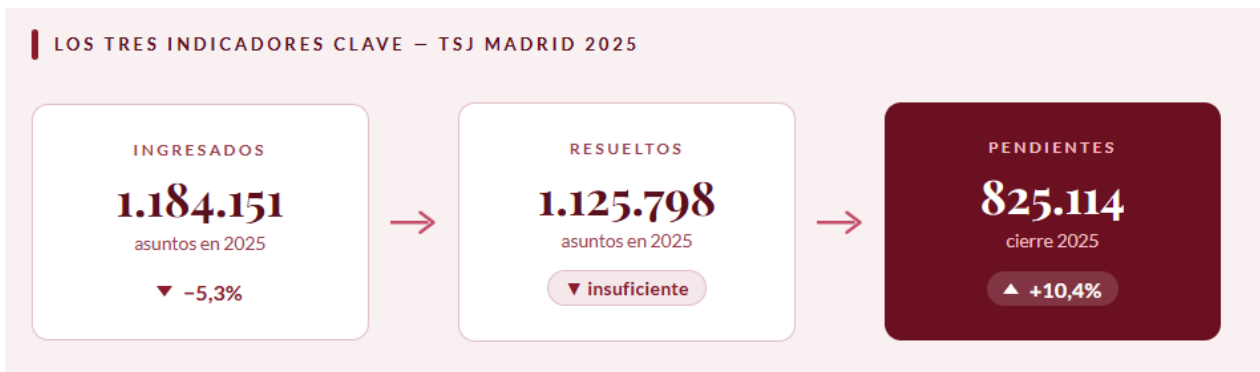 LOS TRES INDICADORES CLAVE — TSJ MADRID 2025
INGRESADOS
1.184.151
asuntos en 2025
▼ −5,3%
RESUELTOS
1.125.798
asuntos en 2025
▼ insuficiente
PENDIENTES
825.114
cierre 2025
▲ +10,4%